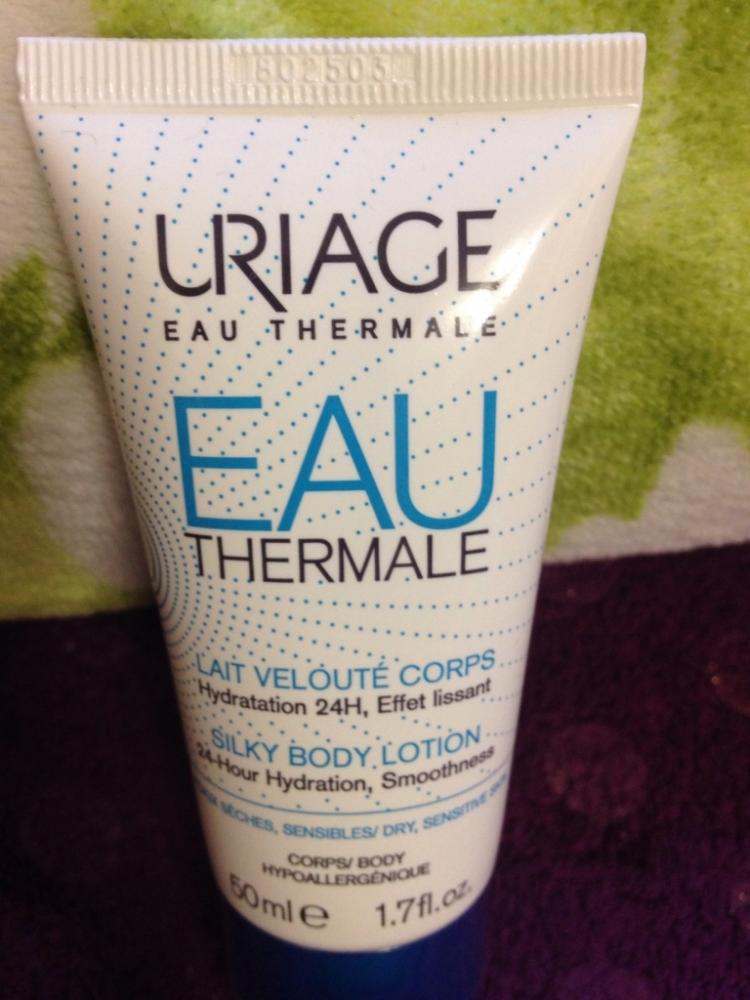 802505
URIAGE
EAU THERMALE
EAU
THERMALE
LAIT VELOUTÉ CORPS
Hydratation 24H, Effet lissant
SILKY BODY LOTION
24-Hour Hydration, Smoothness
SÈCHES, SENSIBLES/ DRY, SENSITIVE
CORPS/ BODY
HYPOALLERGÉNIQUE
50ml e 1.7fl.oz.